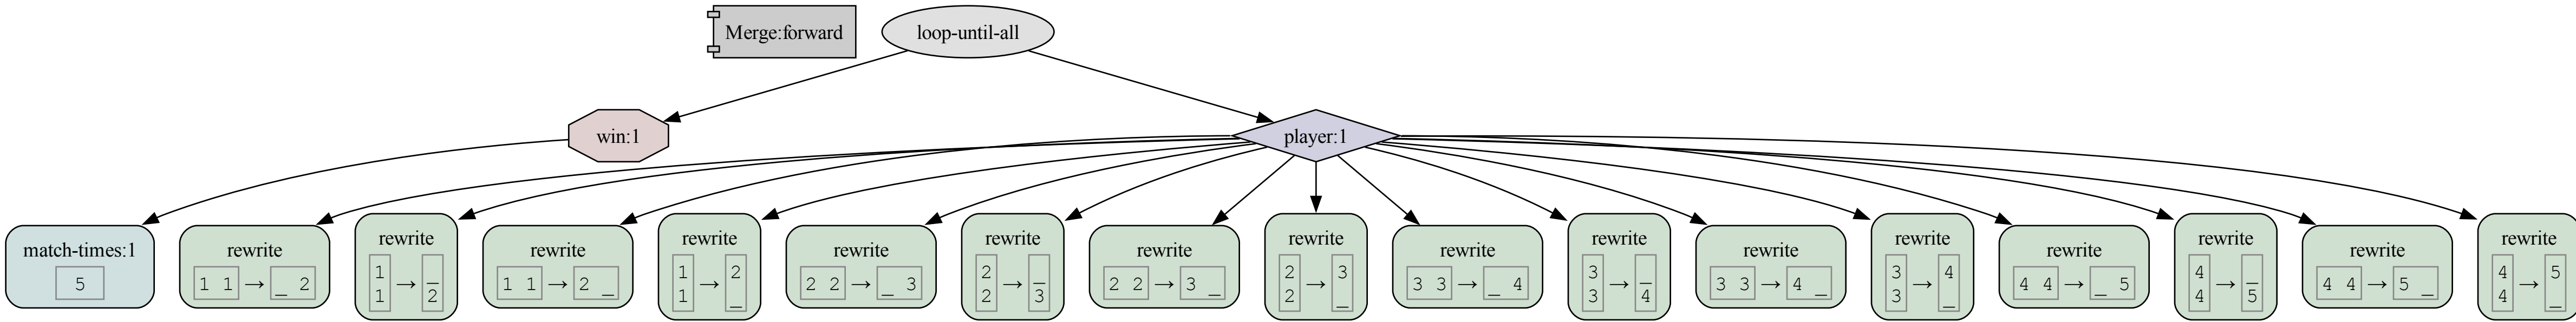 Merge:forward
loop-until-all
win:1
player:1
match-times:1
5
rewrite
1 1 → _ 2
rewrite
1
1
→
_
2
rewrite
1 1 → 2 _
rewrite
1
1
→
2
_
rewrite
2 2 → _ 3
rewrite
2
2
→
_
3
rewrite
2 2 → 3 _
rewrite
2
2
→
3
_
rewrite
3 3 → _ 4
rewrite
3
3
→
_
4
rewrite
3 3 → 4 _
rewrite
3
3
→
4
_
rewrite
4 4 → _ 5
rewrite
4
4
→
_
5
rewrite
4 4 → 5 _
rewrite
4
4
→
5
_